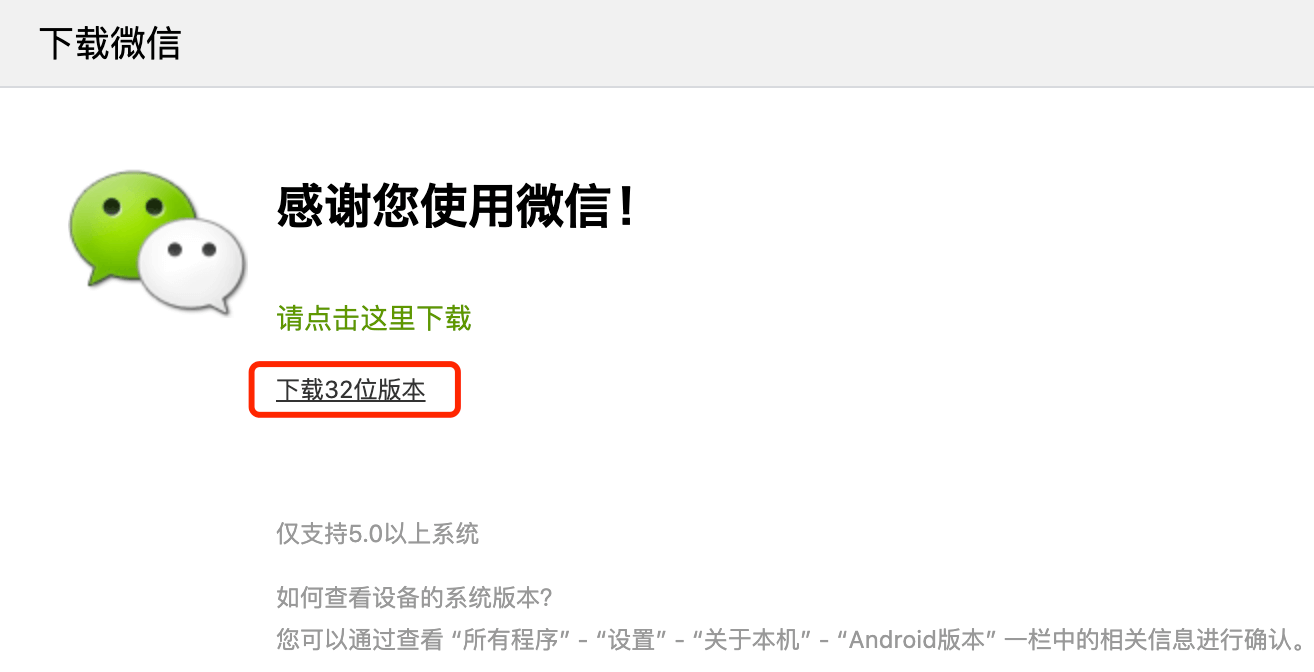 下载微信
感谢您使用微信！
请点击这里下载
下载32位版本
仅支持5.0以上系统
如何查看设备的系统版本?
您可以通过查看 “所有程序” - “设置” - “关于本机” - “Android版本” 一栏中的相关信息进行确认。